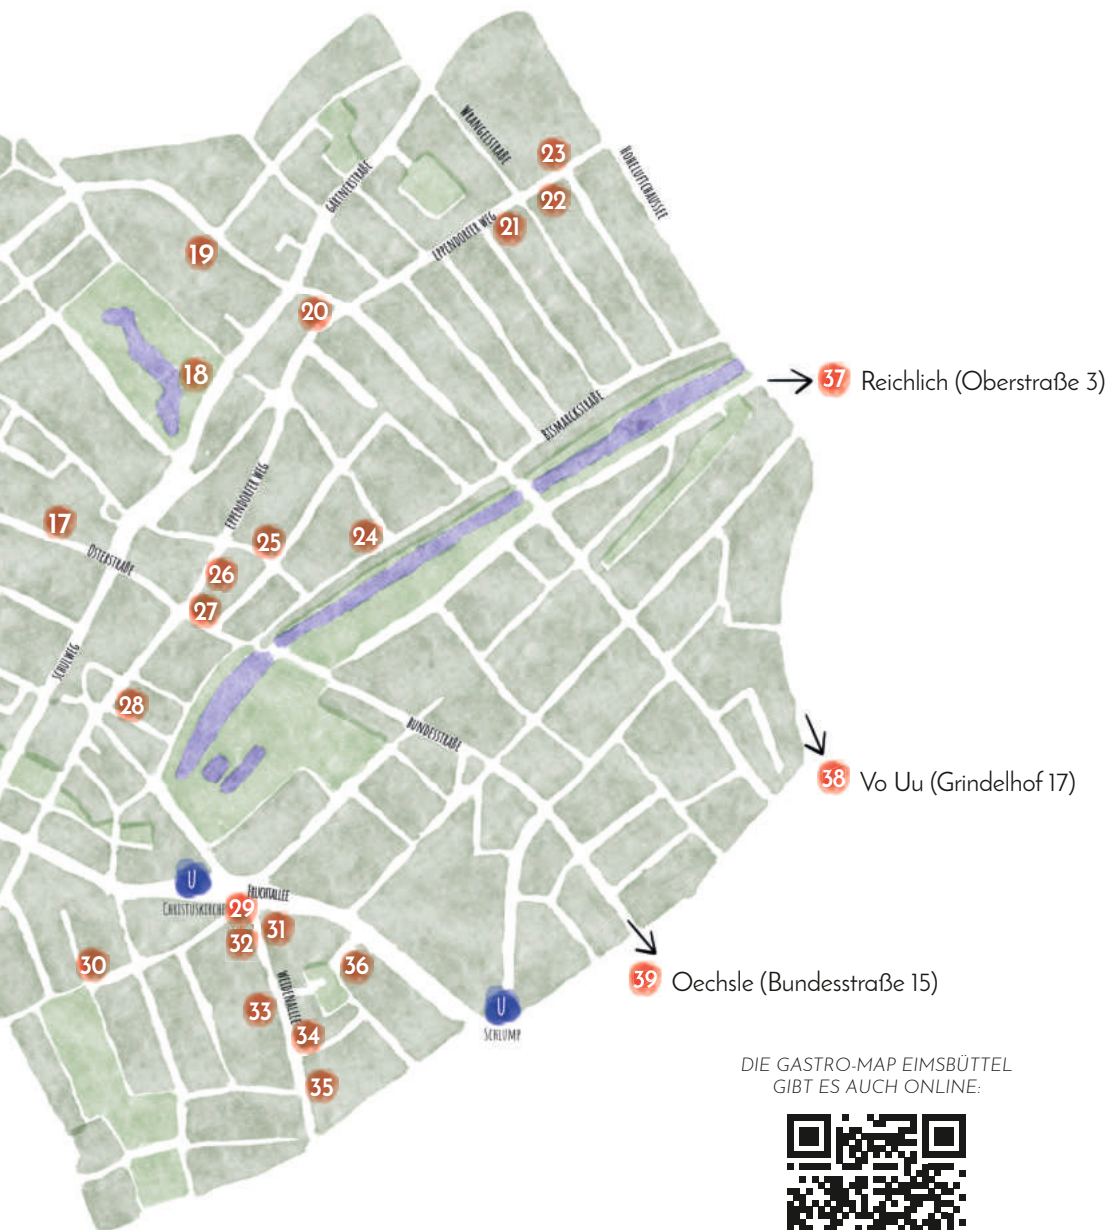 WRANGELSTRAßE
23
HOHELUFTCHAUSSEE
GÄRTNERSTRAßE
22
21
EPPENDORFER WEG
19
20
18
37 Reichlich (Oberstraße 3)
BISMARCKSTRAßE
EPPENDORFER WEG
17
24
25
OSTERSTRAßE
26
27
SCHULWEG
28
BUNDESSTRAßE
38 Vo Uu (Grindelhof 17)
U
CHRISTUSKIRCHE
FRUCHTALLEE
29
31
32
30
36
39 Oechsle (Bundesstraße 15)
WEIDENALLEE
33
U
SCHLUMP
34
35
DIE GASTRO-MAP EIMSBÜTTEL
GIBT ES AUCH ONLINE: